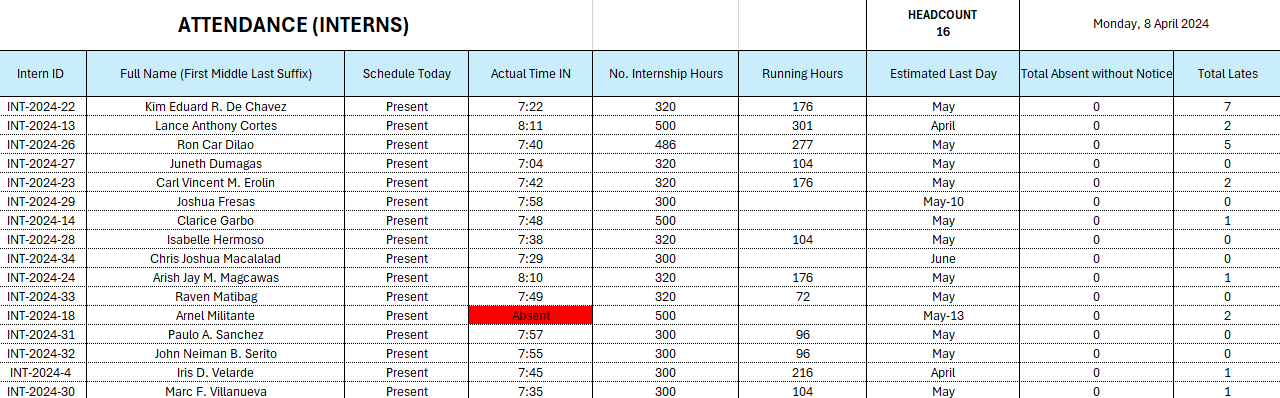 ATTENDANCE (INTERNS) HEADCOUNT 16 Monday, 8 April 2024
Intern ID Full Name (First Middle Last Suffix) Schedule Today Actual Time IN No. Internship Hours Running Hours Estimated Last Day Total Absent without Notice Total Lates
INT-2024-22 Kim Eduard R. De Chavez Present 7:22 320 176 May 0 7
INT-2024-13 Lance Anthony Cortes Present 8:11 500 301 April 0 2
INT-2024-26 Ron Car Dilao Present 7:40 486 277 May 0 5
INT-2024-27 Juneth Dumagas Present 7:04 320 104 May 0 0
INT-2024-23 Carl Vincent M. Erolin Present 7:42 320 176 May 0 2
INT-2024-29 Joshua Fuentes Present 7:58 300 May-10 0 0
INT-2024-14 Clarice Garbo Present 7:48 500 May 0 1
INT-2024-28 Isabelle Hermoso Present 7:38 320 104 May 0 0
INT-2024-34 Chris Joshua Macalalad Present 7:29 300 June 0 0
INT-2024-24 Arish Jay M. Magcawas Present 8:10 320 176 May 0 1
INT-2024-33 Raven Matibag Present 7:49 320 72 May 0 0
INT-2024-18 Arnel Militante Present Absent 500 May-13 0 2
INT-2024-31 Paulo A. Sanchez Present 7:57 300 96 May 0 0
INT-2024-32 John Neiman B. Serito Present 7:55 300 96 May 0 0
INT-2024-4 Iris D. Velarde Present 7:45 300 216 April 0 1
INT-2024-30 Marc F. Villanueva Present 7:35 300 104 May 0 1